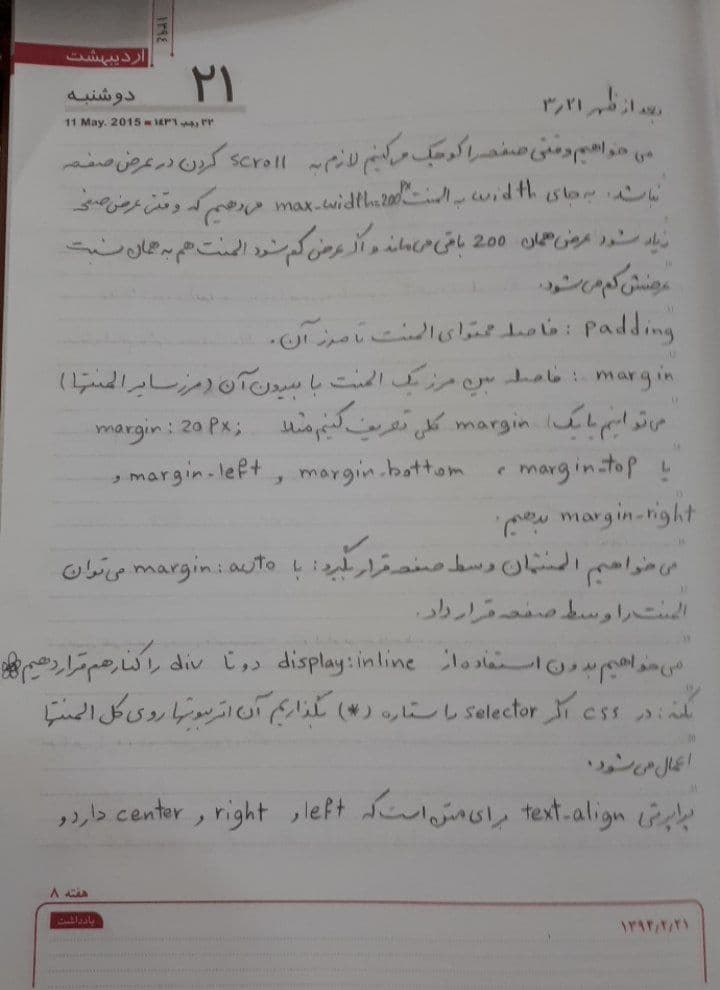 ۱۳۹۴
اردیبهشت
۲۱
دوشنبه
11 May. 2015 ■ ۲۲ رجب ۱۴۳۶
بعد از ظهر ۳،۲۱
می خواهیم وقتی صفحه را کوچک می کنیم لازم به scroll کردن در عرض صفحه
نباشد. به جای width به المنت max-width=200px می دهیم که وقتی عرض صفحه
زیاد شود عرض همان 200 باقی می ماند و اگر عرض کم شود المنت هم به همان نسبت
عرضش کم می شود.
padding : فاصله محتوای المنت تا مرز آن.
margin : فاصله بین مرز یک المنت با بیرون آن (مرز سایر المنتها)
می توانیم با یک margin کلی تعریف کنیم مثلا margin: 20 px;
یا margin-top ، margin-bottom و margin-left و
margin-right بدهیم.
می خواهیم المنتمان وسط صفحه قرار بگیرد: با margin: auto می توان
المنت را وسط صفحه قرار داد.
می خواهیم بدون استفاده از display:inline دو تا div را کنار هم قرار دهیم
نکته: در css اگر selector را ستاره (*) بگذاریم آن اتریبیوتها روی کل المنتها
اعمال می شود.
پراپرتی text-align برای متن است که left و right و center دارد و
هفته ۸
یادداشت
۱۳۹۴/۲/۲۱